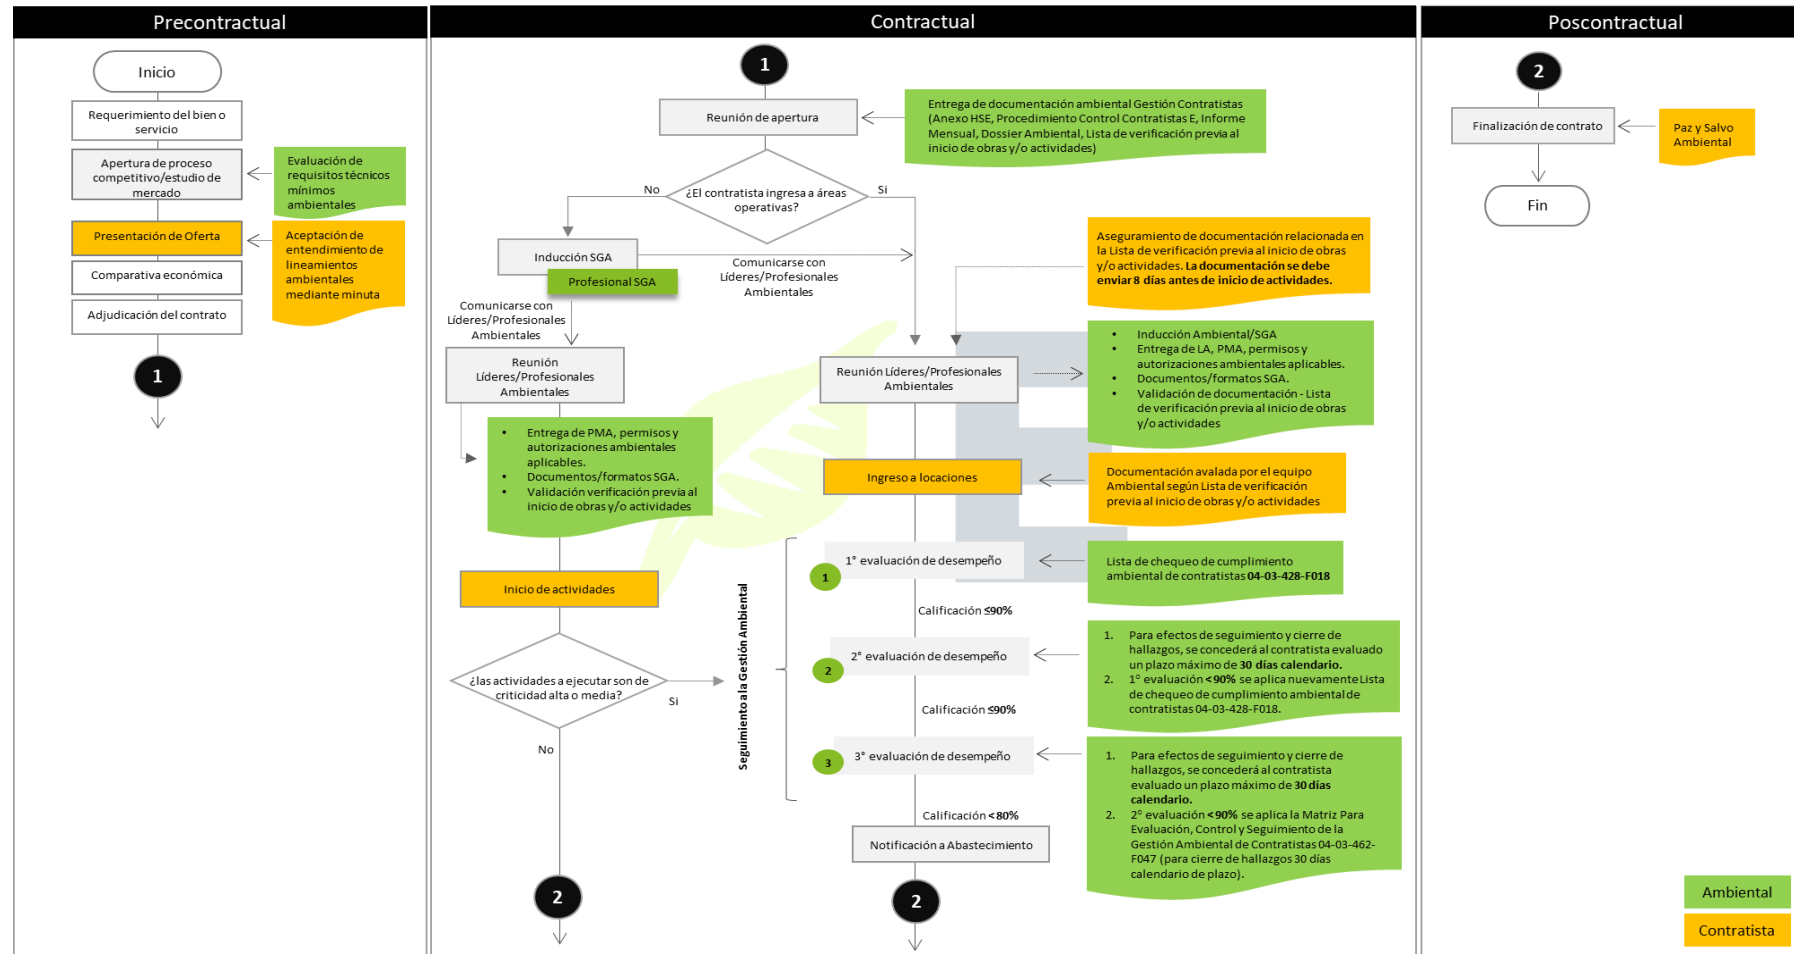 Precontractual
Inicio
Requerimiento del bien o
servicio
Apertura de proceso
competitivo/estudio de
mercado
Evaluación de
requisitos técnicos
mínimos
ambientales
Presentación de Oferta
Aceptación de
entendimiento de
lineamientos
ambientales
mediante minuta
Comparativa económica
Adjudicación del contrato
1
Contractual
1
Reunión de apertura
Entrega de documentación ambiental Gestión Contratistas
(Anexo HSE, Procedimiento Control Contratistas E, Informe
Mensual, Dossier Ambiental, Lista de verificación previa al
inicio de obras y/o actividades)
¿El contratista ingresa a áreas
operativas?
No
Si
Inducción SGA
Profesional SGA
Comunicarse con
Líderes/Profesionales
Ambientales
Comunicarse con
Líderes/Profesionales
Ambientales
Aseguramiento de documentación relacionada en
la Lista de verificación previa al inicio de obras
y/o actividades. La documentación se debe
enviar 8 días antes de inicio de actividades.
Reunión
Líderes/Profesionales
Ambientales
Reunión Líderes/Profesionales
Ambientales
• Inducción Ambiental/SGA
• Entrega de LA, PMA, permisos y
autorizaciones ambientales aplicables.
• Documentos/formatos SGA.
• Validación de documentación - Lista
de verificación previa al inicio de obras
y/o actividades
• Entrega de PMA, permisos y
autorizaciones ambientales
aplicables.
• Documentos/formatos SGA.
• Validación verificación previa al
inicio de obras y/o actividades
Ingreso a locaciones
Documentación avalada por el equipo
Ambiental según Lista de verificación
previa al inicio de obras y/o actividades
Inicio de actividades
¿las actividades a ejecutar son de
criticidad alta o media?
Si
No
2
Seguimiento a la Gestión Ambiental
1° evaluación de desempeño
1
Lista de chequeo de cumplimiento
ambiental de contratistas 04-03-428-F018
Calificación ≤90%
2° evaluación de desempeño
2
1. Para efectos de seguimiento y cierre de
hallazgos, se concederá al contratista evaluado
un plazo máximo de 30 días calendario.
2. 1° evaluación <90% se aplica nuevamente Lista
de chequeo de cumplimiento ambiental de
contratistas 04-03-428-F018.
Calificación ≤90%
3° evaluación de desempeño
3
1. Para efectos de seguimiento y cierre de
hallazgos, se concederá al contratista
evaluado un plazo máximo de 30 días
calendario.
2. 2° evaluación <90% se aplica la Matriz Para
Evaluación, Control y Seguimiento de la
Gestión Ambiental de Contratistas 04-03-462-
F047 (para cierre de hallazgos 30 días
calendario de plazo).
Calificación <80%
Notificación a Abastecimiento
2
Poscontractual
2
Finalización de contrato
Paz y Salvo
Ambiental
Fin
Ambiental
Contratista